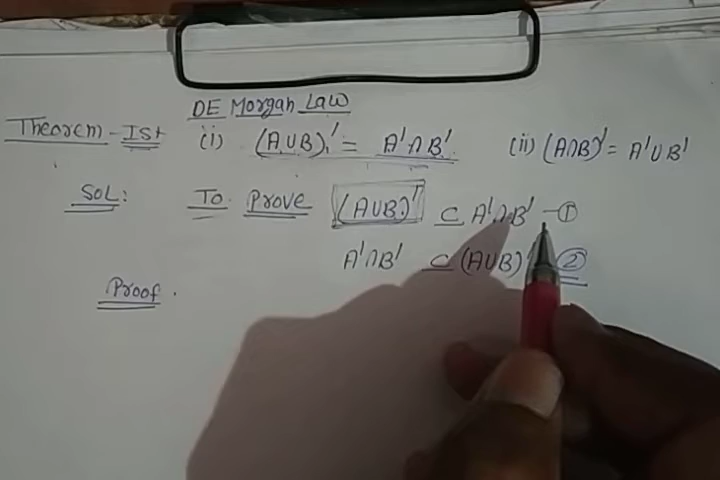 DE Morgan Law
Theorem - Ist (i) (A∪B)' = A'∩B' (ii) (A∩B)' = A'∪B'
SOL: To Prove (A∪B)' ⊆ A'∩B' - ①
A'∩B' ⊆ (A∪B)' ②
Proof.